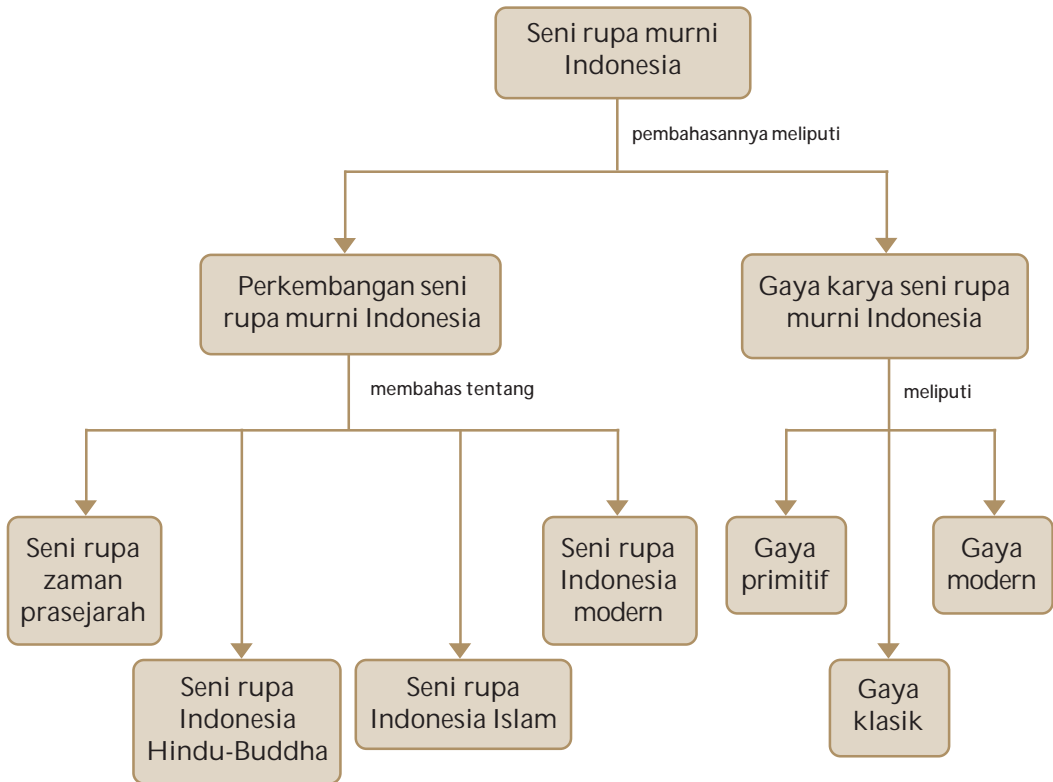 Seni rupa murni
Indonesia
pembahasannya meliputi
Perkembangan seni
rupa murni Indonesia
Gaya karya seni rupa
murni Indonesia
membahas tentang
meliputi
Seni rupa
zaman
prasejarah
Seni rupa
Indonesia
Hindu-Buddha
Seni rupa
Indonesia Islam
Seni rupa
Indonesia
modern
Gaya
primitif
Gaya
klasik
Gaya
modern